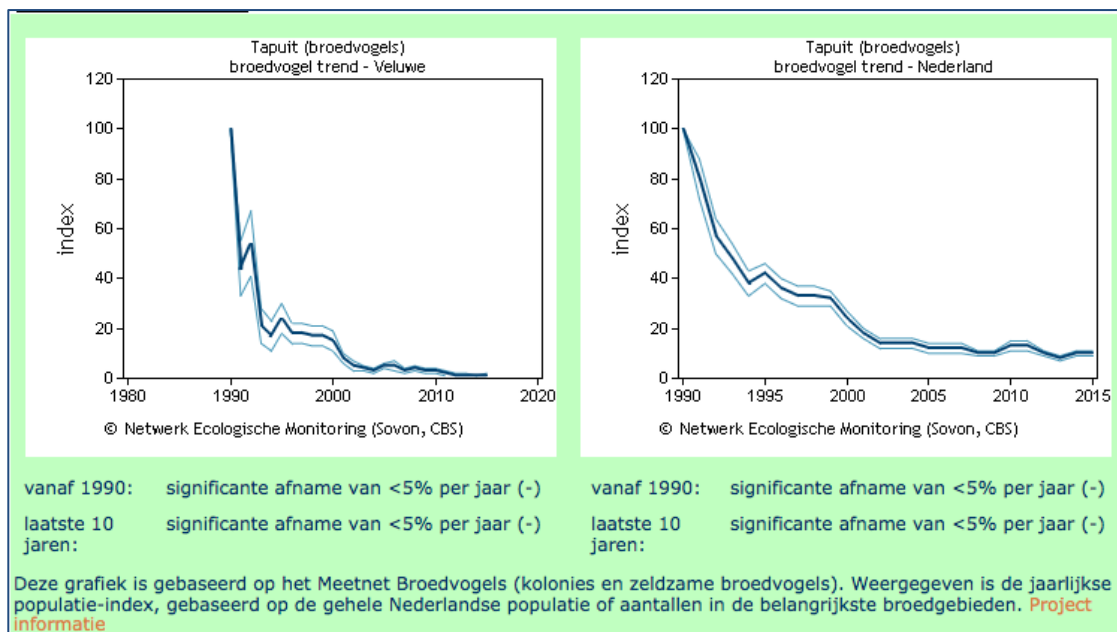 Tapuit (broedvogels)
broedvogel trend - Veluwe
120
100
80
60
40
20
0
index
1980
1990
2000
2010
2020
© Netwerk Ecologische Monitoring (Sovon, CBS)
Tapuit (broedvogels)
broedvogel trend - Nederland
120
100
80
60
40
20
0
index
1990
1995
2000
2005
2010
2015
© Netwerk Ecologische Monitoring (Sovon, CBS)
vanaf 1990: significante afname van <5% per jaar (-)
laatste 10 significante afname van <5% per jaar (-)
jaren:
vanaf 1990: significante afname van <5% per jaar (-)
laatste 10 significante afname van <5% per jaar (-)
jaren:
Deze grafiek is gebaseerd op het Meetnet Broedvogels (kolonies en zeldzame broedvogels). Weergegeven is de jaarlijkse
populatie-index, gebaseerd op de gehele Nederlandse populatie of aantallen in de belangrijkste broedgebieden. Project
informatie